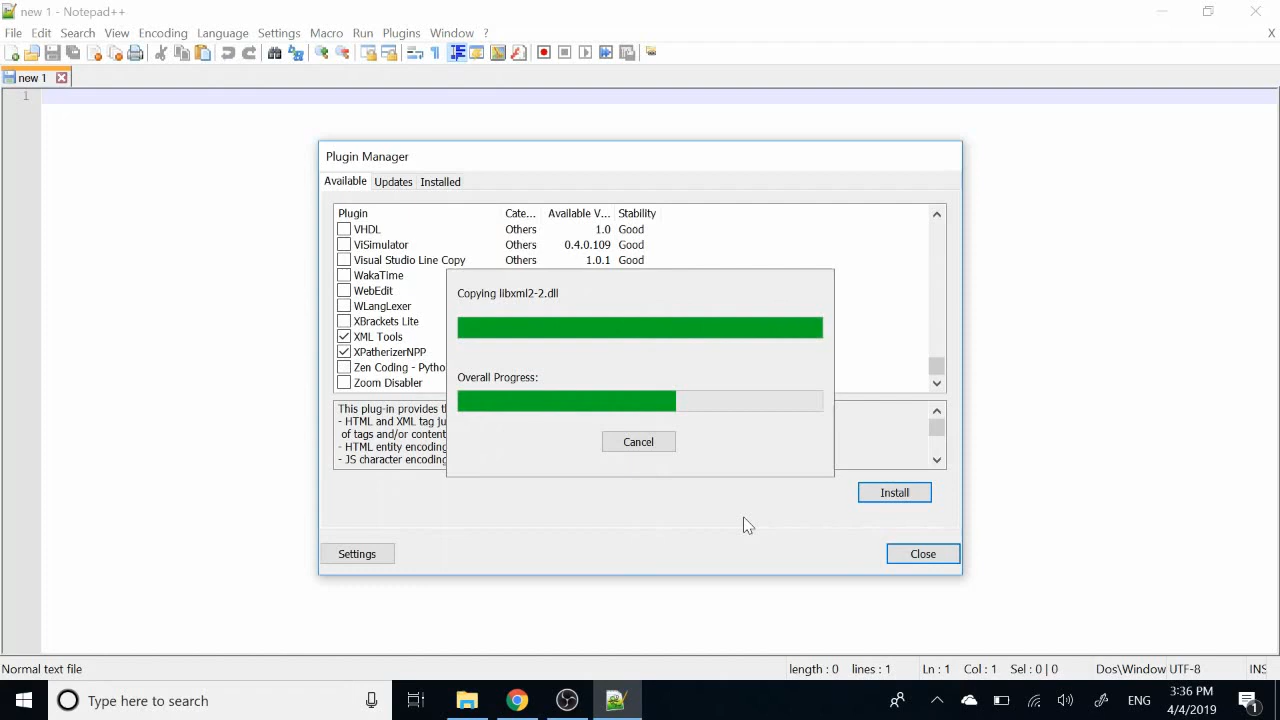 new 1 - Notepad++
File Edit Search View Encoding Language Settings Macro Run Plugins Window ?
X
new 1
1
Plugin Manager
Available Updates Installed
Plugin Cate... Available V... Stability
VHDL Others 1.0 Good
ViSimulator Others 0.4.0.109 Good
Visual Studio Line Copy Others 1.0.1 Good
WakaTime
WebEdit
WLangLexer
XBrackets Lite
XML Tools
XPatherizerNPP
Zen Coding - Pytho
Zoom Disabler
Copying libxml2-2.dll
Overall Progress:
Cancel
This plug-in provides t
- HTML and XML tag ju
of tags and/or content
- HTML entity encoding
- JS character encoding
Install
Settings Close
Normal text file length : 0 lines : 1 Ln : 1 Col : 1 Sel : 0 | 0 Dos\Window UTF-8 INS
Type here to search
ENG
3:36 PM
4/4/2019
1